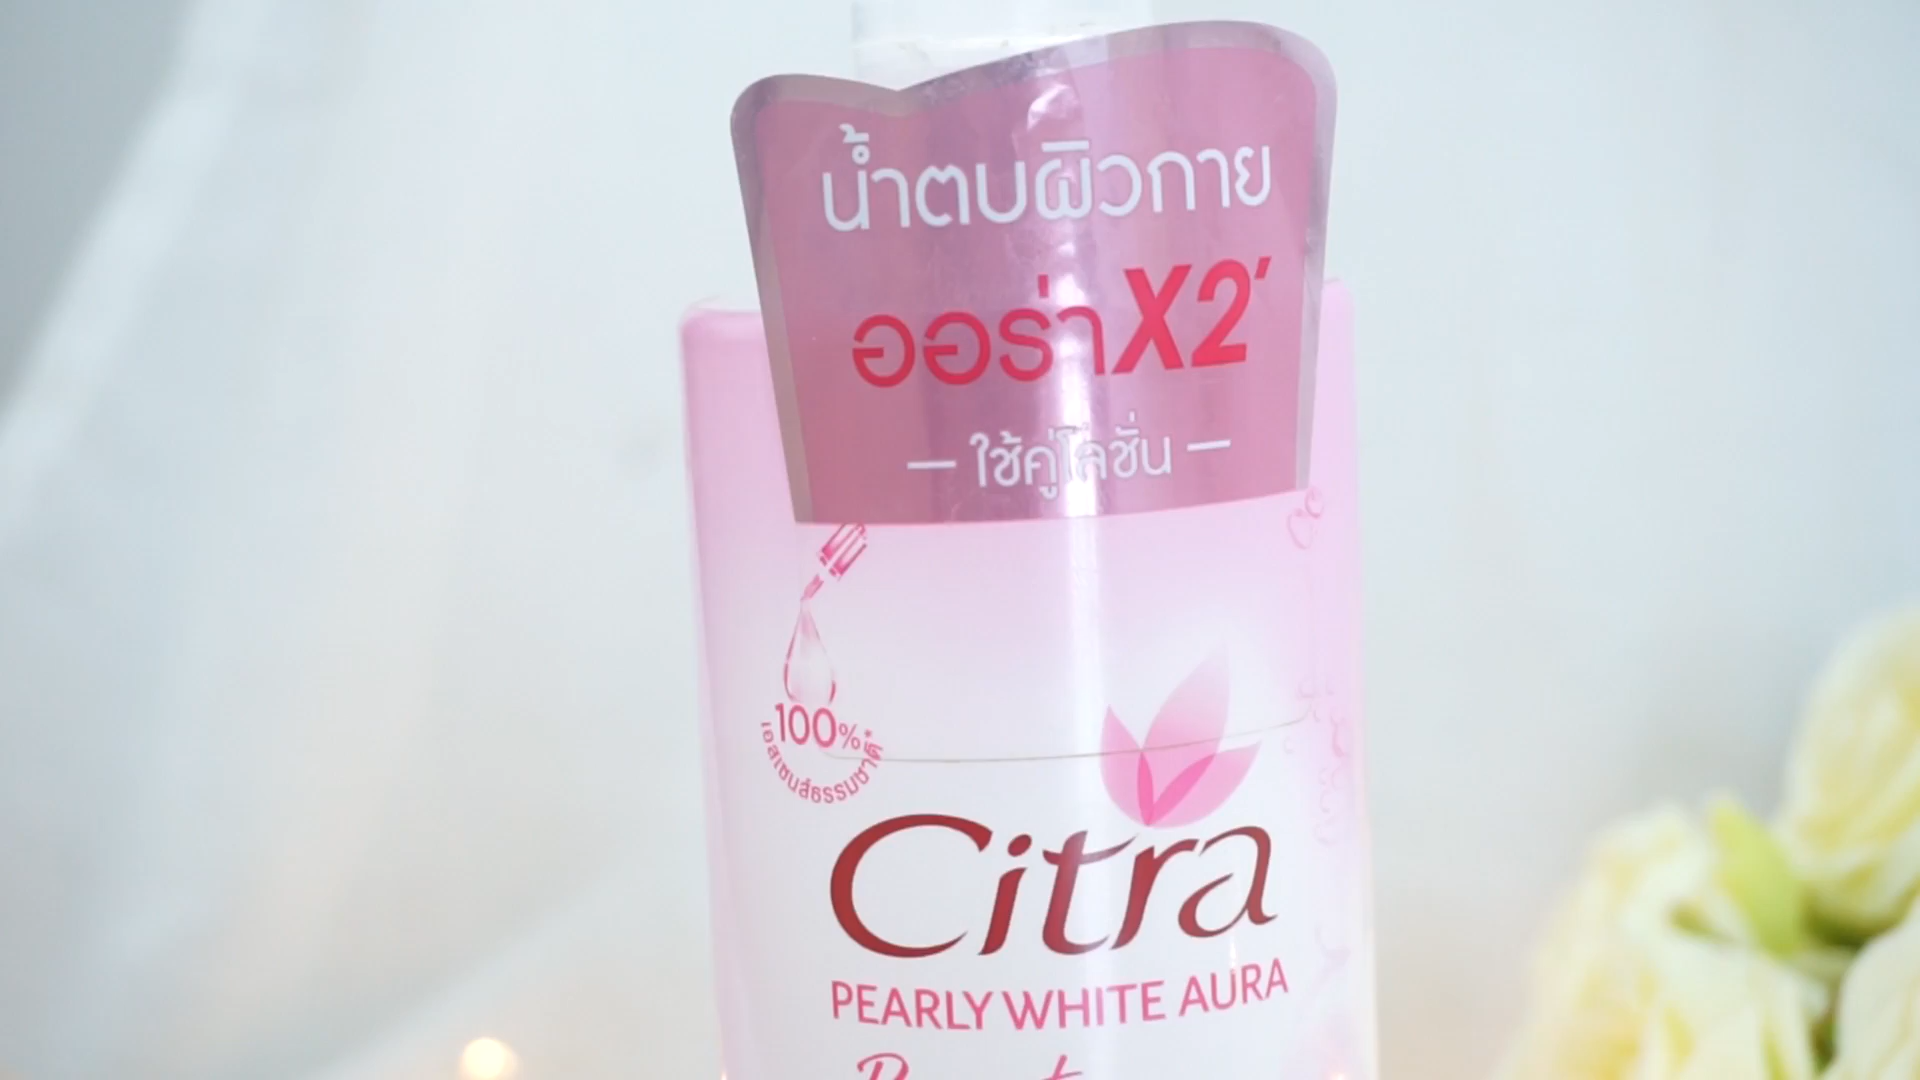 น้ำตบผิวกาย
ออร่า X2'
– ใช้คู่โลชั่น –
100%*
เอสเซนส์ธรรมชาติ
Citra
PEARLY WHITE AURA